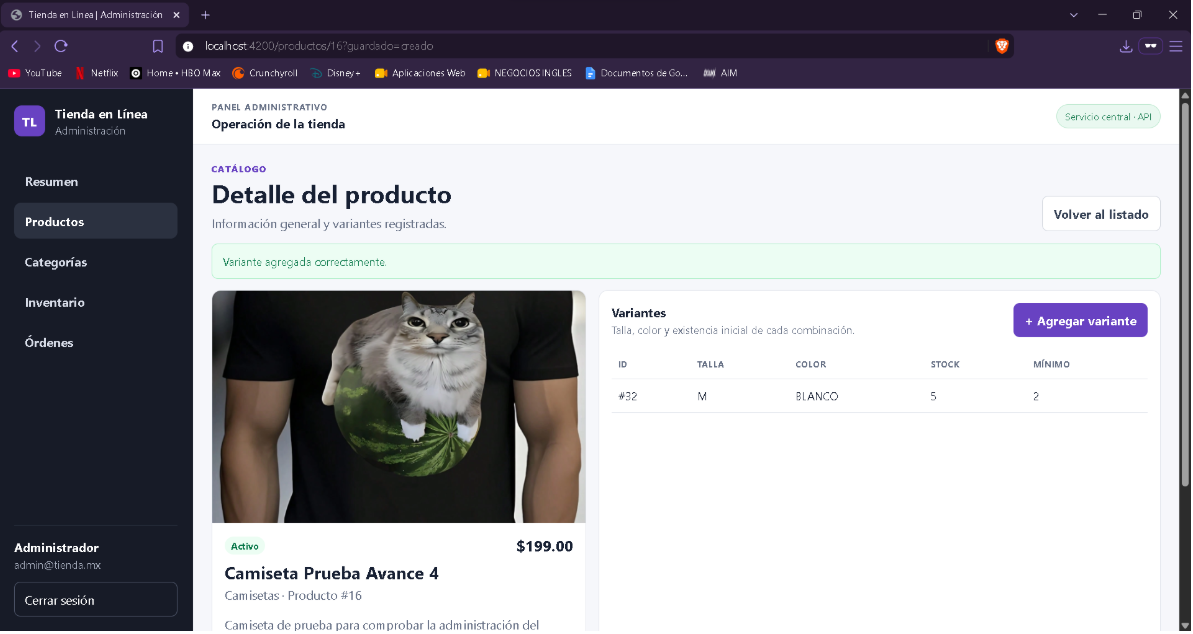 Tienda en Línea | Administración
localhost:4200/productos/16?guardado=creado
YouTube
Netflix
Home • HBO Max
Crunchyroll
Disney+
Aplicaciones Web
NEGOCIOS INGLES
Documentos de Go...
AIM
TL
Tienda en Línea
Administración
Resumen
Productos
Categorías
Inventario
Órdenes
Administrador
admin@tienda.mx
Cerrar sesión
PANEL ADMINISTRATIVO
Operación de la tienda
Servicio central · API
CATÁLOGO
Detalle del producto
Información general y variantes registradas.
Volver al listado
Variante agregada correctamente.
Activo
$199.00
Camiseta Prueba Avance 4
Camisetas · Producto #16
Camiseta de prueba para comprobar la administración del
Variantes
Talla, color y existencia inicial de cada combinación.
+ Agregar variante
ID TALLA COLOR STOCK MÍNIMO
#32 M BLANCO 5 2